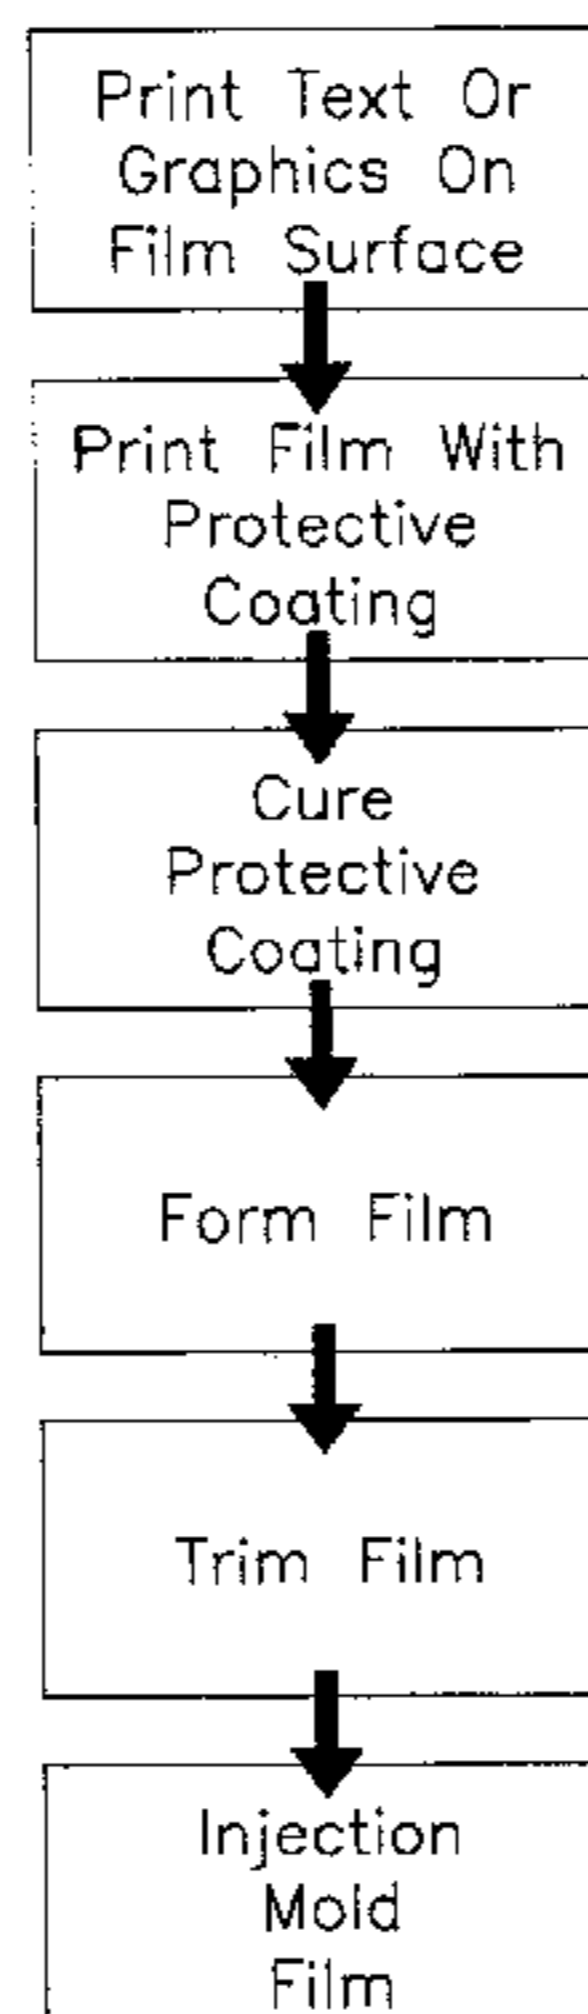 Print Text Or
Graphics On
Film Surface
Print Film With
Protective
Coating
Cure
Protective
Coating
Form Film
Trim Film
Injection
Mold
Film